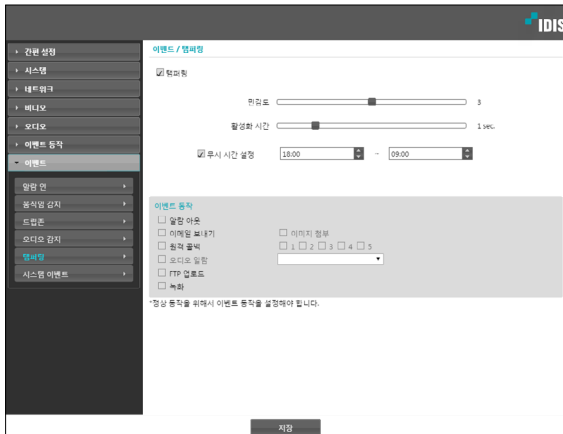 IDIS
간편 설정
시스템
네트워크
비디오
오디오
이벤트 동작
이벤트
알람 인
움직임 감지
트립존
오디오 감지
탬퍼링
시스템 이벤트
이벤트 / 탬퍼링
탬퍼링
민감도 3
활성화 시간 1 sec.
무시 시간 설정 18:00 ~ 09:00
이벤트 동작
알람 아웃
이메일 보내기 이미지 첨부
원격 콜백 1 2 3 4 5
오디오 알람
FTP 업로드
녹화
*정상 동작을 위해서 이벤트 동작을 설정해야 합니다.
저장